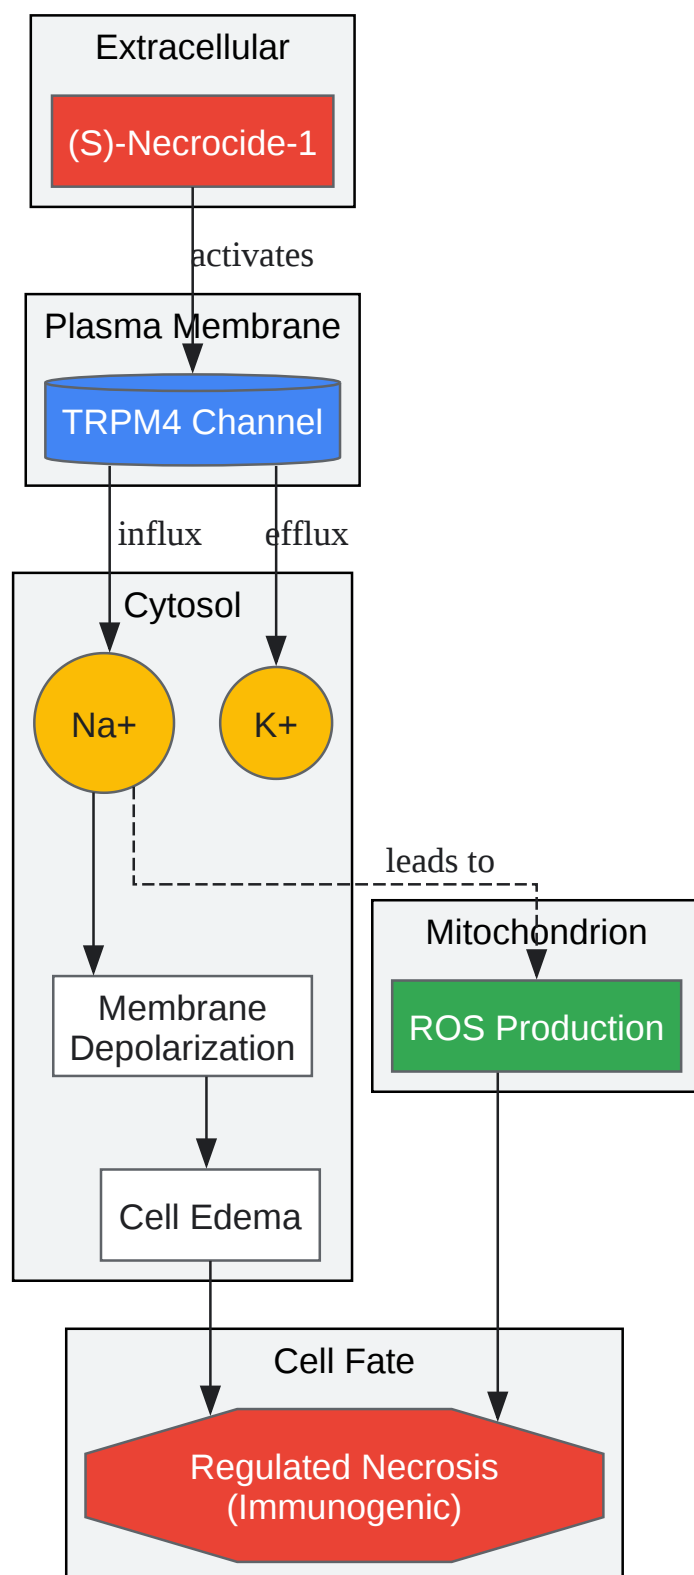 Extracellular
(S)-Necrocide-1
activates
Plasma Membrane
TRPM4 Channel
influx
efflux
Cytosol
Na+
K+
leads to
Mitochondrion
Membrane
Depolarization
ROS Production
Cell Edema
Cell Fate
Regulated Necrosis
(Immunogenic)